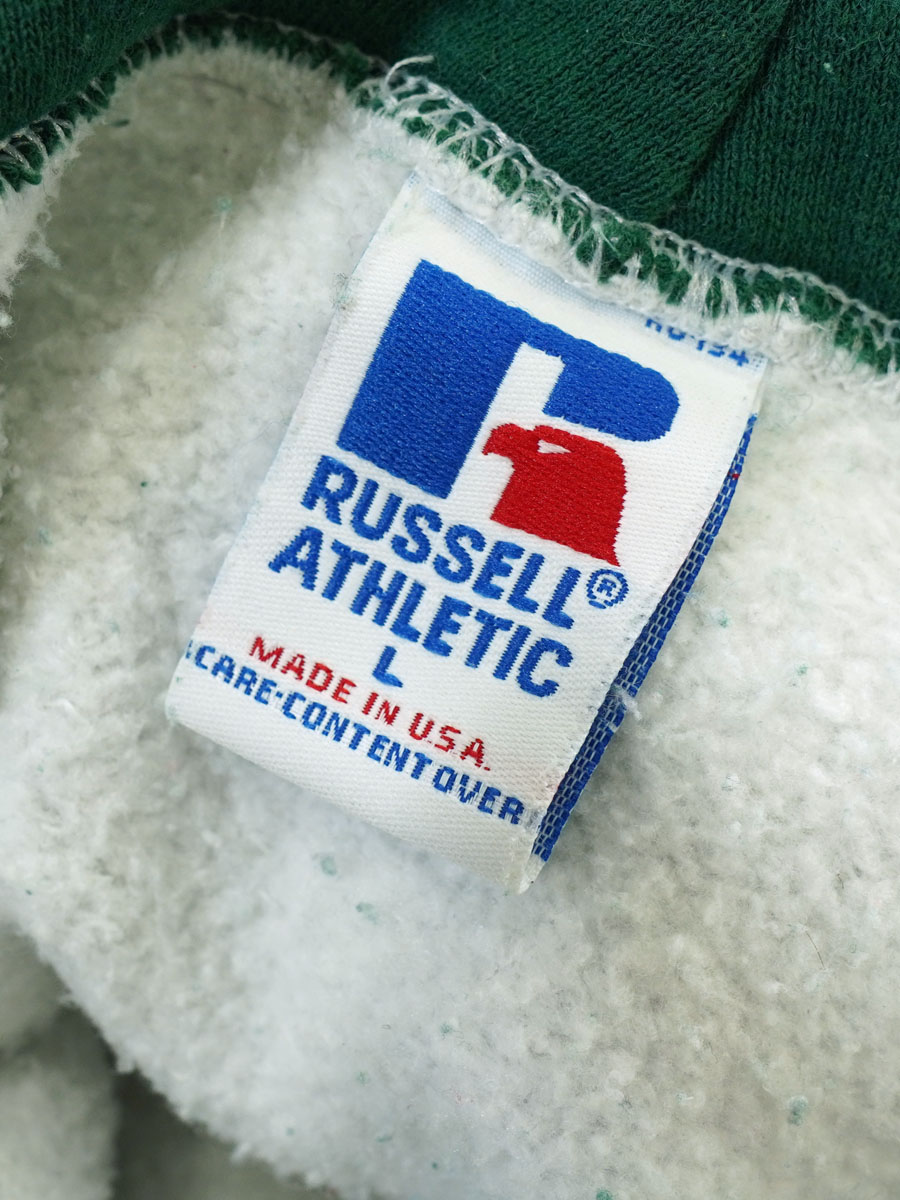 RUSSELL®
ATHLETIC
L
MADE IN U.S.A.
CARE-CONTENT OVER